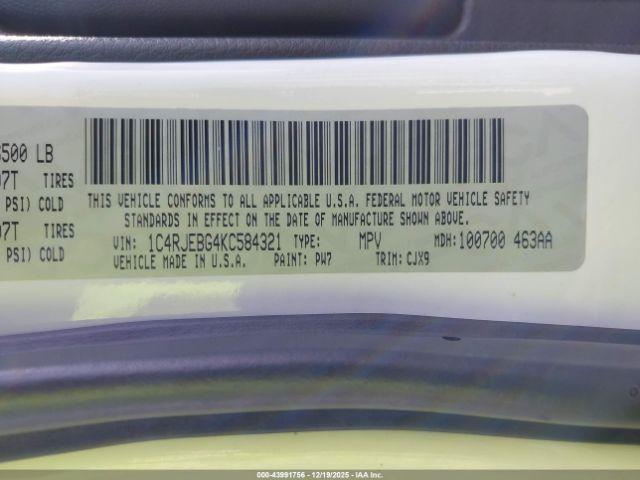 500 LB
07T TIRES
PSI) COLD
07T TIRES
PSI) COLD
THIS VEHICLE CONFORMS TO ALL APPLICABLE U.S.A. FEDERAL MOTOR VEHICLE SAFETY
STANDARDS IN EFFECT ON THE DATE OF MANUFACTURE SHOWN ABOVE.
VIN: 1C4RJEBG4KC584321 TYPE: MPV MDH: 100700 463AA
VEHICLE MADE IN U.S.A. PAINT: PW7 TRIM: CJX9
000-43991756 - 12/19/2025 - IAA Inc.